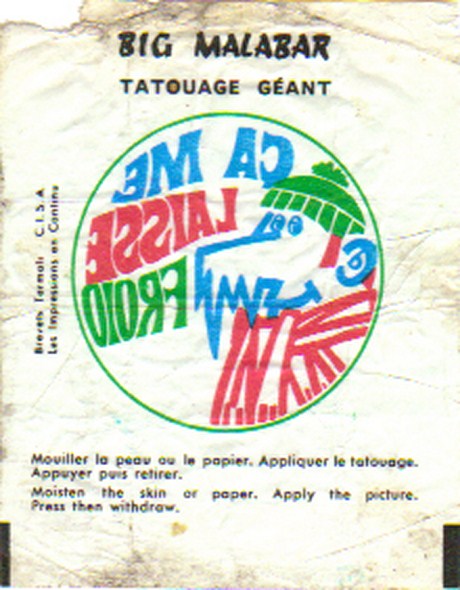 BIG MALABAR
TATOUAGE GÉANT
ÇA ME
LAISSE
FROID
Brevets Fermolt - C.I.S.A
Les Impressions en Continu
Mouiller la peau ou le papier. Appliquer le tatouage.
Appuyer puis retirer.
Moisten the skin or paper. Apply the picture.
Press then withdraw.